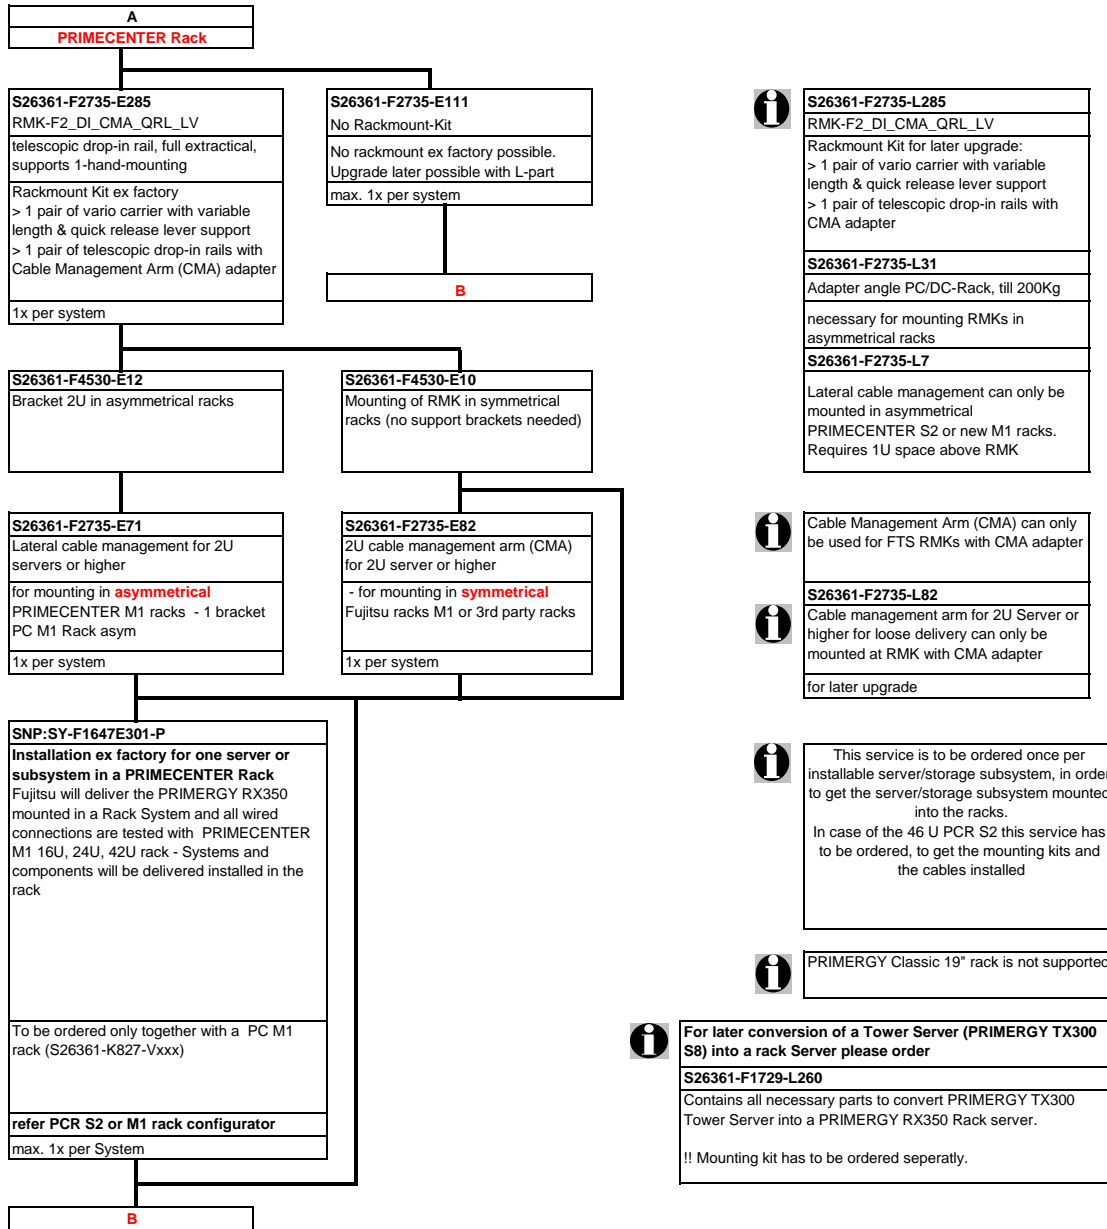 A
PRIMECENTER Rack
S26361-F2735-E285
RMK-F2_DI_CMA_QRL_LV
telescopic drop-in rail, full extractical,
supports 1-hand-mounting
Rackmount Kit ex factory
> 1 pair of vario carrier with variable
length & quick release lever support
> 1 pair of telescopic drop-in rails with
Cable Management Arm (CMA) adapter
1x per system
S26361-F2735-E111
No Rackmount-Kit
No rackmount ex factory possible.
Upgrade later possible with L-part
max. 1x per system
B
S26361-F2735-L285
RMK-F2_DI_CMA_QRL_LV
Rackmount Kit for later upgrade:
> 1 pair of vario carrier with variable
length & quick release lever support
> 1 pair of telescopic drop-in rails with
CMA adapter
S26361-F2735-L31
Adapter angle PC/DC-Rack, till 200Kg
necessary for mounting RMKs in
asymmetrical racks
S26361-F2735-L7
Lateral cable management can only be
mounted in asymmetrical
PRIMECENTER S2 or new M1 racks.
Requires 1U space above RMK
S26361-F4530-E12
Bracket 2U in asymmetrical racks
S26361-F4530-E10
Mounting of RMK in symmetrical
racks (no support brackets needed)
S26361-F2735-E71
Lateral cable management for 2U
servers or higher
for mounting in asymmetrical
PRIMECENTER M1 racks - 1 bracket
PC M1 Rack asym
1x per system
S26361-F2735-E82
2U cable management arm (CMA)
for 2U server or higher
- for mounting in symmetrical
Fujitsu racks M1 or 3rd party racks
1x per system
Cable Management Arm (CMA) can only
be used for FTS RMKs with CMA adapter
S26361-F2735-L82
Cable management arm for 2U Server or
higher for loose delivery can only be
mounted at RMK with CMA adapter
for later upgrade
SNP:SY-F1647E301-P
Installation ex factory for one server or
subsystem in a PRIMECENTER Rack
Fujitsu will deliver the PRIMERGY RX350
mounted in a Rack System and all wired
connections are tested with PRIMECENTER
M1 16U, 24U, 42U rack - Systems and
components will be delivered installed in the
rack
To be ordered only together with a PC M1
rack (S26361-K827-Vxxx)
refer PCR S2 or M1 rack configurator
max. 1x per System
B
This service is to be ordered once per
installable server/storage subsystem, in order
to get the server/storage subsystem mounted
into the racks.
In case of the 46 U PCR S2 this service has
to be ordered, to get the mounting kits and
the cables installed
PRIMERGY Classic 19" rack is not supported
For later conversion of a Tower Server (PRIMERGY TX300
S8) into a rack Server please order
S26361-F1729-L260
Contains all necessary parts to convert PRIMERGY TX300
Tower Server into a PRIMERGY RX350 Rack server.
!! Mounting kit has to be ordered seperatly.